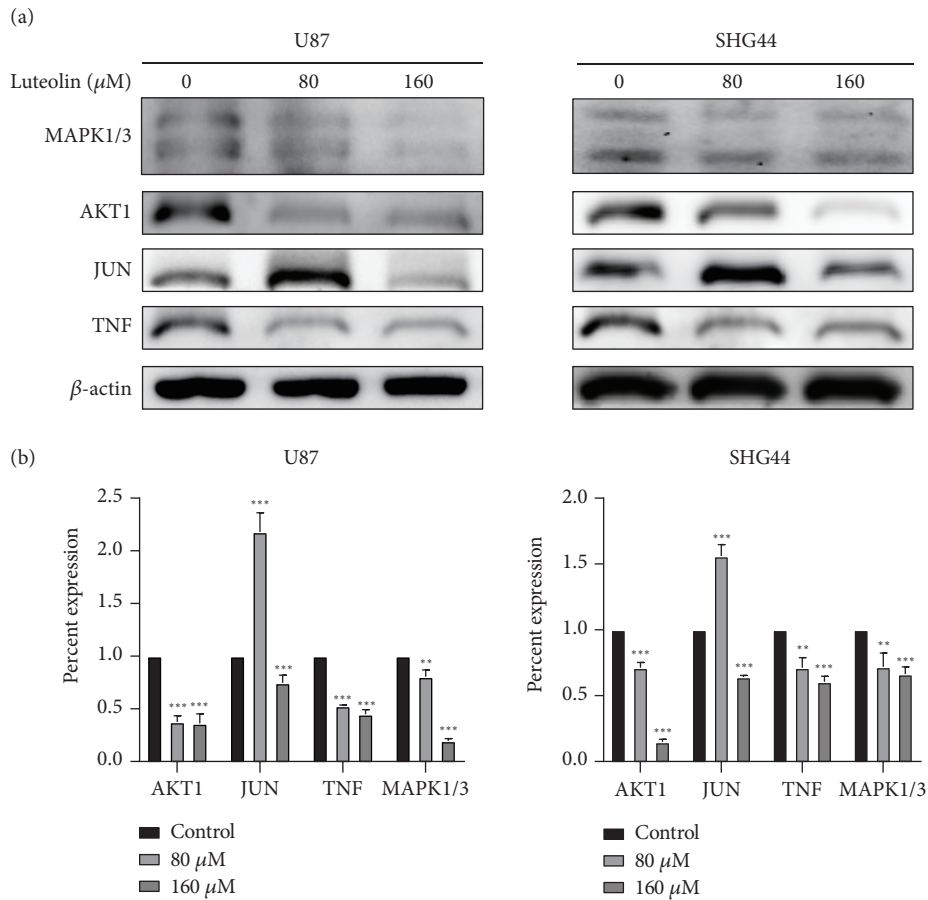 (a)
U87
SHG44
Luteolin (μM) 0 80 160 0 80 160
MAPK1/3
AKT1
JUN
TNF
β-actin
(b)
U87
Percent expression
2.5
2.0
1.5
1.0
0.5
0.0
*** ***
*** ***
*** ***
** ***
AKT1 JUN TNF MAPK1/3
Control
80 μM
160 μM
SHG44
Percent expression
2.0
1.5
1.0
0.5
0.0
*** ***
*** ***
** ***
** ***
AKT1 JUN TNF MAPK1/3
Control
80 μM
160 μM